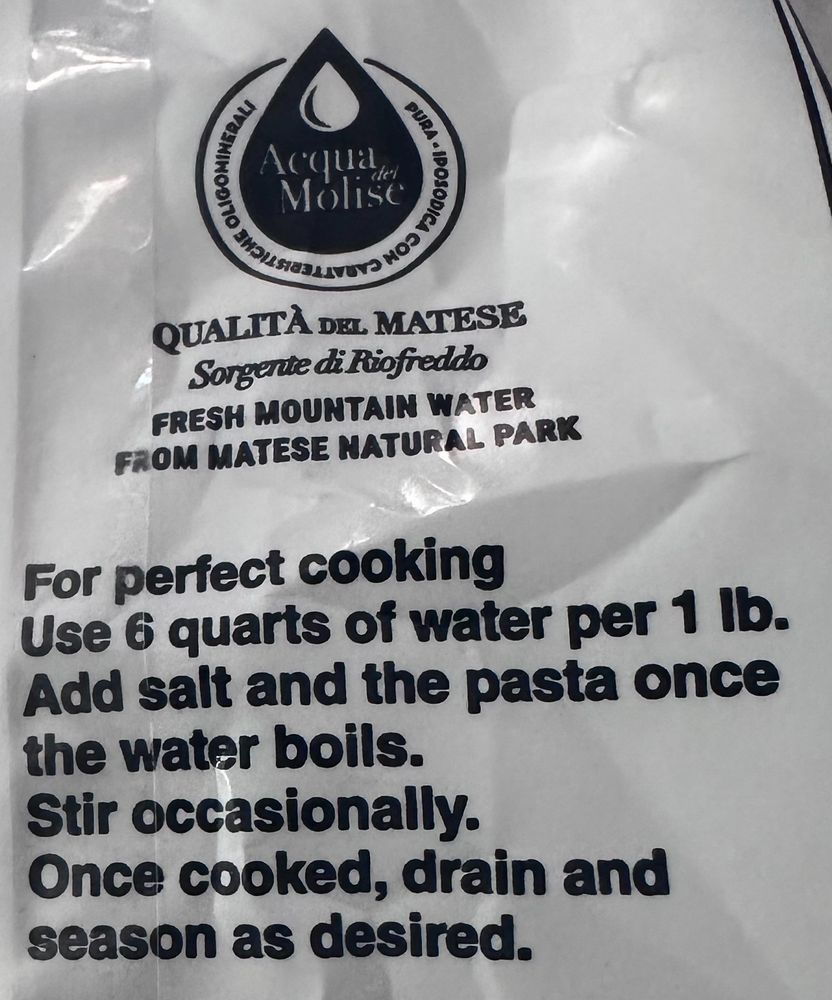 Acqua
del
Molise
PURA - IPOSODICA CON CARATTERISTICHE OLIGOMINERALI
QUALITÀ DEL MATESE
Sorgente di Riofreddo
FRESH MOUNTAIN WATER
FROM MATESE NATURAL PARK
For perfect cooking
Use 6 quarts of water per 1 lb.
Add salt and the pasta once
the water boils.
Stir occasionally.
Once cooked, drain and
season as desired.